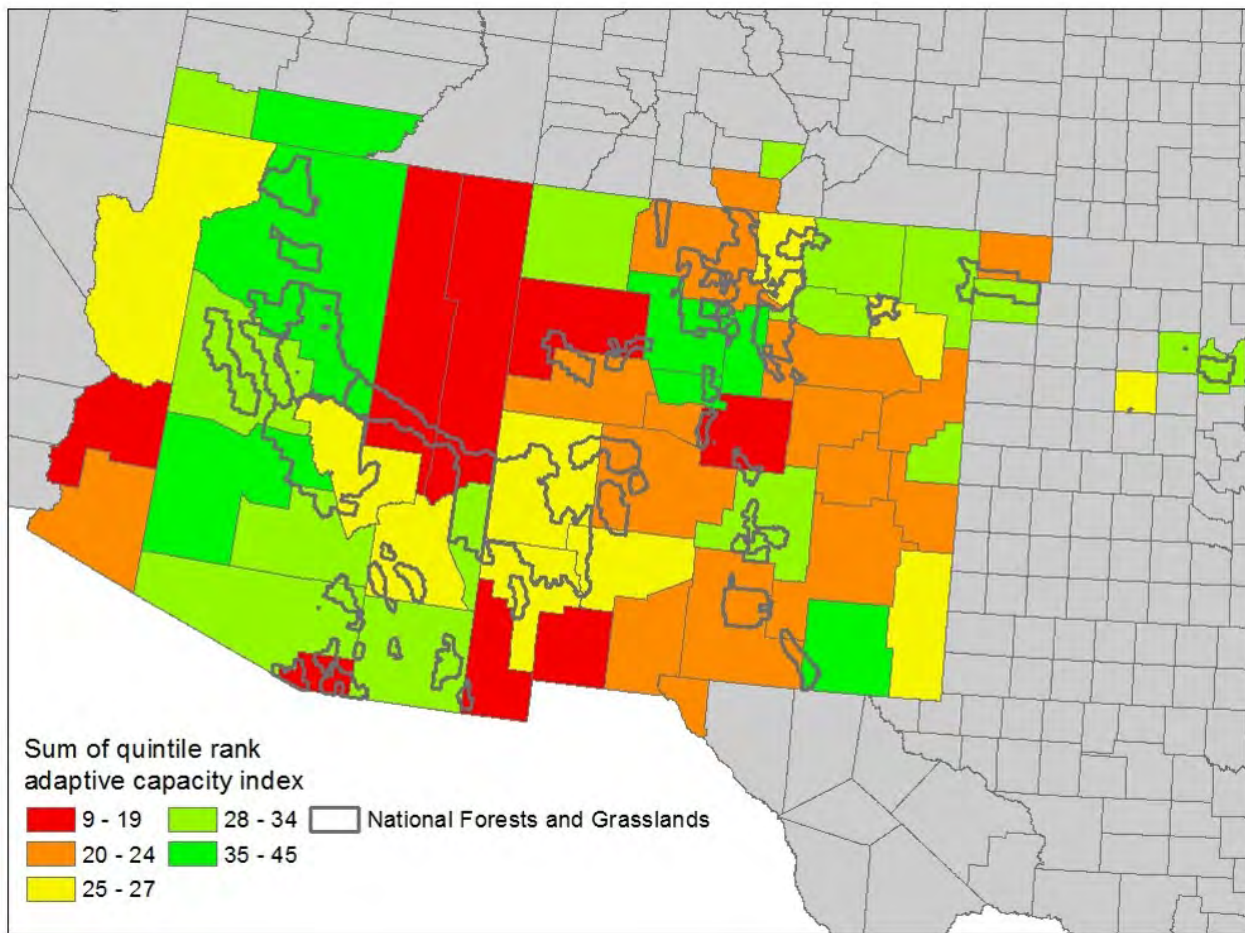 Sum of quintile rank
adaptive capacity index
9 - 19 28 - 34 National Forests and Grasslands
20 - 24 35 - 45
25 - 27